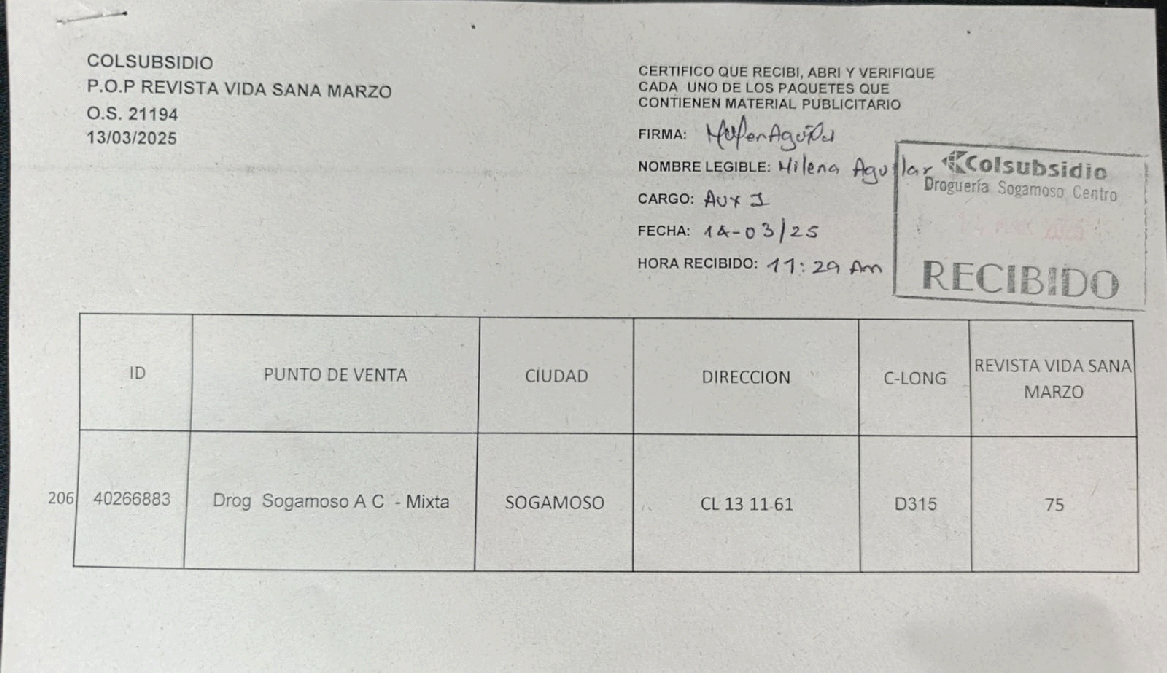 COLSUBSIDIO
P.O.P REVISTA VIDA SANA MARZO
O.S. 21194
13/03/2025
CERTIFICO QUE RECIBI, ABRI Y VERIFIQUE
CADA UNO DE LOS PAQUETES QUE
CONTIENEN MATERIAL PUBLICITARIO
FIRMA:
NOMBRE LEGIBLE: Milena Aguilar
CARGO: Aux I
FECHA: 14-03/25
HORA RECIBIDO: 11:29 Am
Colsubsidio
Droguería Sogamoso Centro
RECIBIDO
ID PUNTO DE VENTA CIUDAD DIRECCION C-LONG REVISTA VIDA SANA MARZO
206 40266883 Drog Sogamoso A C - Mixta SOGAMOSO CL 13 11-61 D315 75